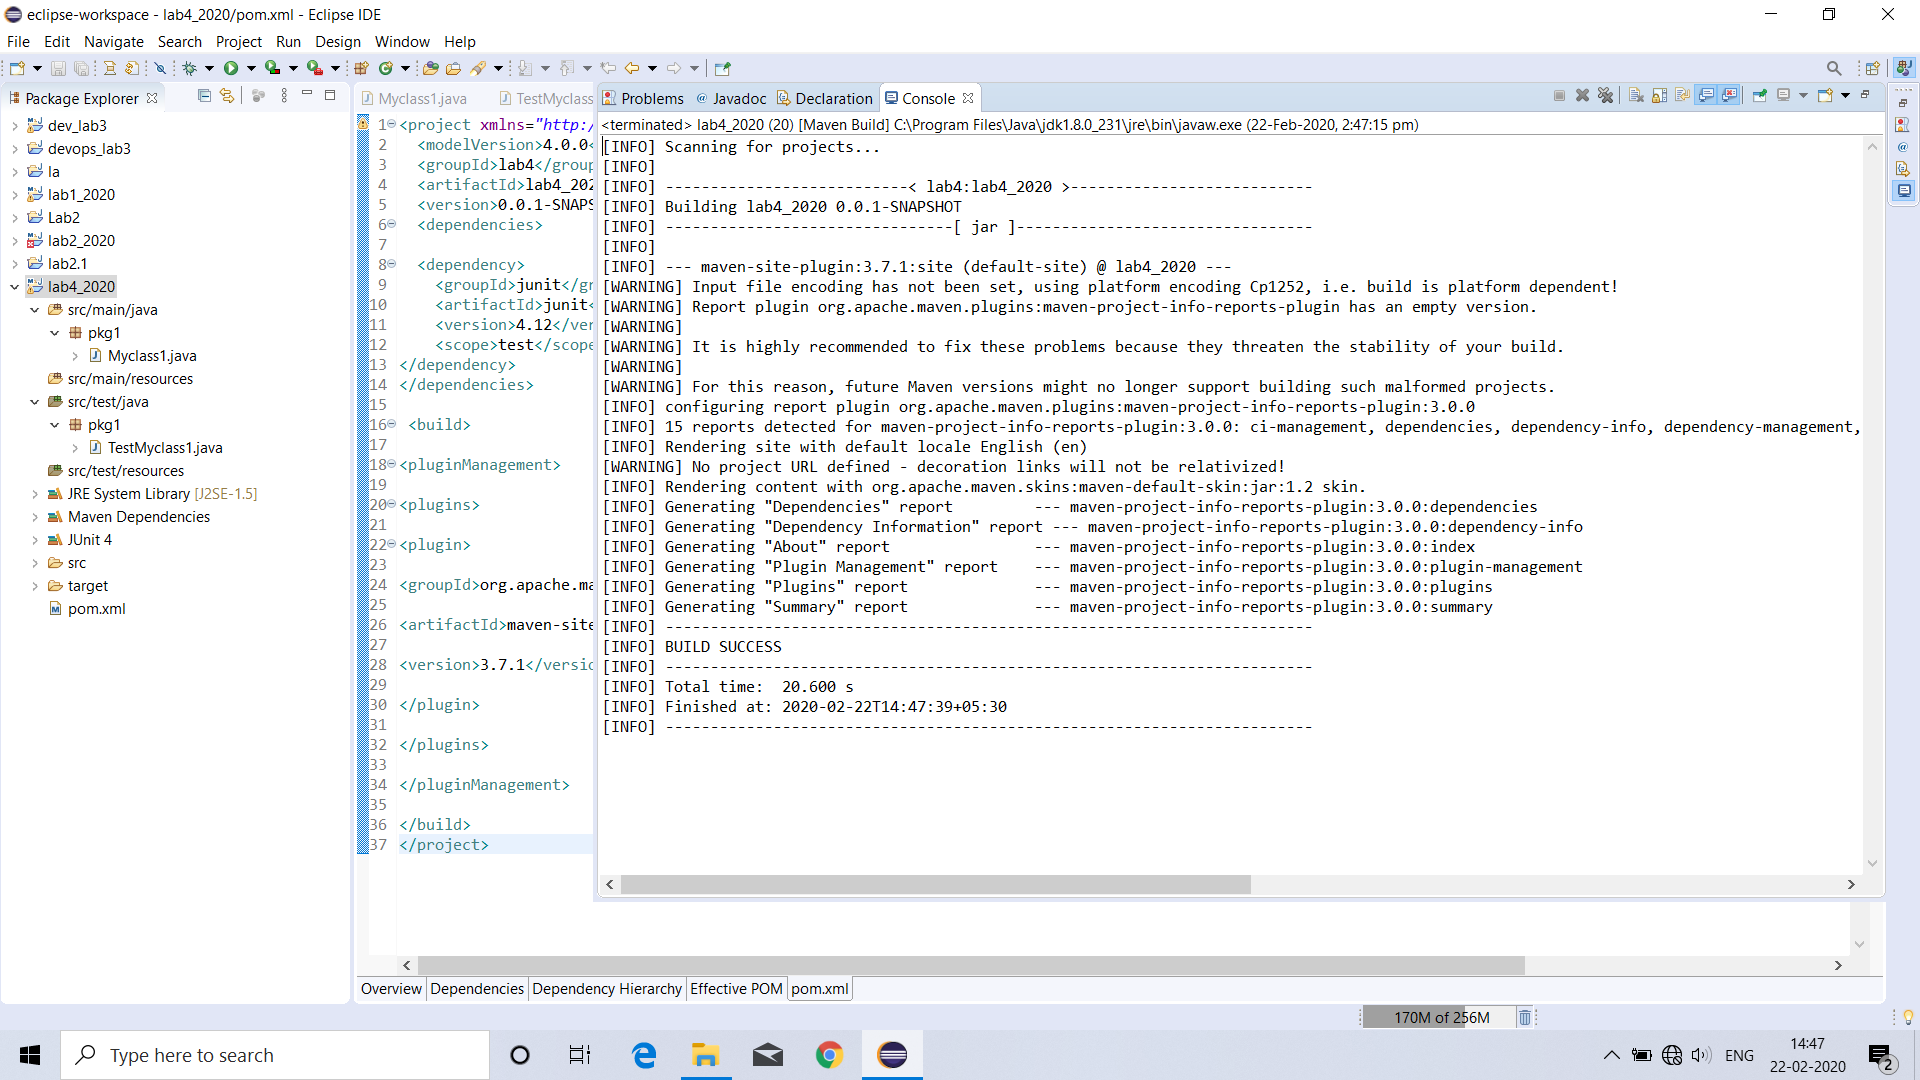 eclipse-workspace - lab4_2020/pom.xml - Eclipse IDE
File Edit Navigate Search Project Run Design Window Help
Package Explorer
dev_lab3
devops_lab3
la
lab1_2020
Lab2
lab2_2020
lab2.1
lab4_2020
src/main/java
pkg1
Myclass1.java
src/main/resources
src/test/java
pkg1
TestMyclass1.java
src/test/resources
JRE System Library [J2SE-1.5]
Maven Dependencies
JUnit 4
src
target
pom.xml
Myclass1.java TestMyclass
1 <project xmlns="http:/
2 <modelVersion>4.0.0<
3 <groupId>lab4</group
4 <artifactId>lab4_202
5 <version>0.0.1-SNAPS
6 <dependencies>
7
8 <dependency>
9 <groupId>junit</gr
10 <artifactId>junit<
11 <version>4.12</ver
12 <scope>test</scope
13 </dependency>
14 </dependencies>
15
16 <build>
17
18 <pluginManagement>
19
20 <plugins>
21
22 <plugin>
23
24 <groupId>org.apache.ma
25
26 <artifactId>maven-site
27
28 <version>3.7.1</versio
29
30 </plugin>
31
32 </plugins>
33
34 </pluginManagement>
35
36 </build>
37 </project>
Problems @ Javadoc Declaration Console
<terminated> lab4_2020 (20) [Maven Build] C:\Program Files\Java\jdk1.8.0_231\jre\bin\javaw.exe (22-Feb-2020, 2:47:15 pm)
[INFO] Scanning for projects...
[INFO]
[INFO] ---------------------------< lab4:lab4_2020 >---------------------------
[INFO] Building lab4_2020 0.0.1-SNAPSHOT
[INFO] --------------------------------[ jar ]---------------------------------
[INFO]
[INFO] --- maven-site-plugin:3.7.1:site (default-site) @ lab4_2020 ---
[WARNING] Input file encoding has not been set, using platform encoding Cp1252, i.e. build is platform dependent!
[WARNING] Report plugin org.apache.maven.plugins:maven-project-info-reports-plugin has an empty version.
[WARNING]
[WARNING] It is highly recommended to fix these problems because they threaten the stability of your build.
[WARNING]
[WARNING] For this reason, future Maven versions might no longer support building such malformed projects.
[INFO] configuring report plugin org.apache.maven.plugins:maven-project-info-reports-plugin:3.0.0
[INFO] 15 reports detected for maven-project-info-reports-plugin:3.0.0: ci-management, dependencies, dependency-info, dependency-management,
[INFO] Rendering site with default locale English (en)
[WARNING] No project URL defined - decoration links will not be relativized!
[INFO] Rendering content with org.apache.maven.skins:maven-default-skin:jar:1.2 skin.
[INFO] Generating "Dependencies" report --- maven-project-info-reports-plugin:3.0.0:dependencies
[INFO] Generating "Dependency Information" report --- maven-project-info-reports-plugin:3.0.0:dependency-info
[INFO] Generating "About" report --- maven-project-info-reports-plugin:3.0.0:index
[INFO] Generating "Plugin Management" report --- maven-project-info-reports-plugin:3.0.0:plugin-management
[INFO] Generating "Plugins" report --- maven-project-info-reports-plugin:3.0.0:plugins
[INFO] Generating "Summary" report --- maven-project-info-reports-plugin:3.0.0:summary
[INFO] ------------------------------------------------------------------------
[INFO] BUILD SUCCESS
[INFO] ------------------------------------------------------------------------
[INFO] Total time: 20.600 s
[INFO] Finished at: 2020-02-22T14:47:39+05:30
[INFO] ------------------------------------------------------------------------
Overview Dependencies Dependency Hierarchy Effective POM pom.xml
170M of 256M
Type here to search
ENG
14:47
22-02-2020
2